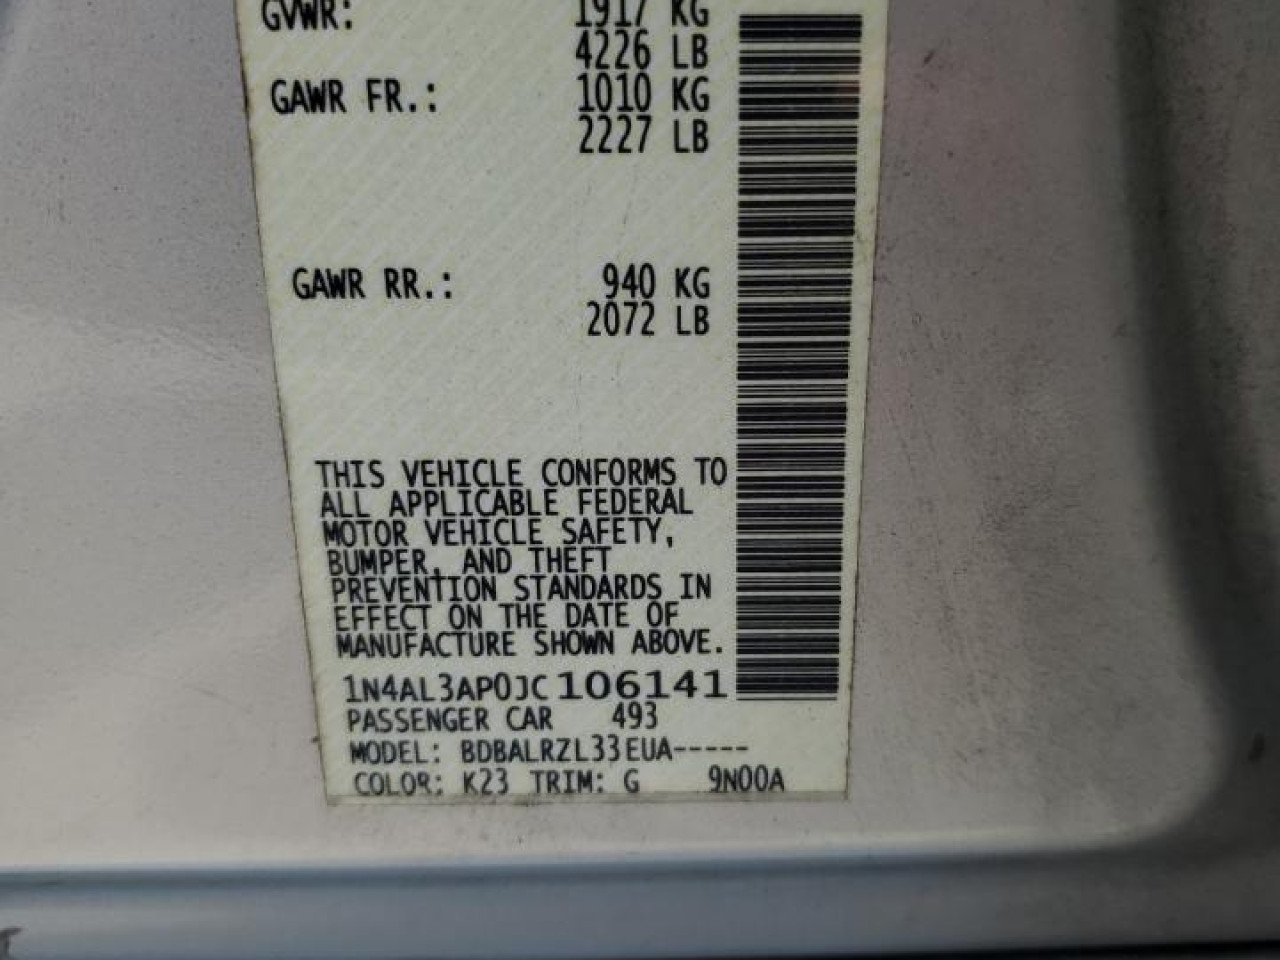 GVWR: 1917 KG
4226 LB
GAWR FR.: 1010 KG
2227 LB
GAWR RR.: 940 KG
2072 LB
THIS VEHICLE CONFORMS TO
ALL APPLICABLE FEDERAL
MOTOR VEHICLE SAFETY,
BUMPER, AND THEFT
PREVENTION STANDARDS IN
EFFECT ON THE DATE OF
MANUFACTURE SHOWN ABOVE.
1N4AL3AP0JC106141
PASSENGER CAR 493
MODEL: BDBALRZL33EUA-----
COLOR: K23 TRIM: G 9N00A